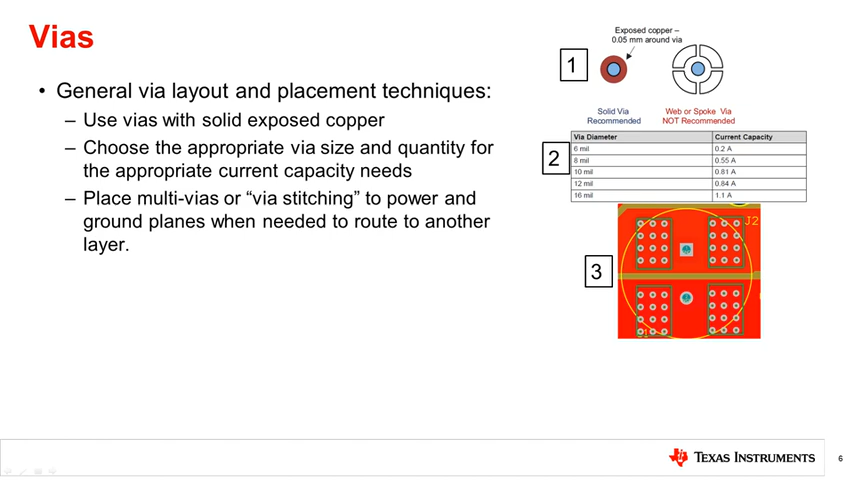 Vias
• General via layout and placement techniques:
– Use vias with solid exposed copper
– Choose the appropriate via size and quantity for
the appropriate current capacity needs
– Place multi-vias or “via stitching” to power and
ground planes when needed to route to another
layer.
Exposed copper –
0.05 mm around via
1
Solid Via
Recommended
Web or Spoke Via
NOT Recommended
2
Via Diameter Current Capacity
6 mil 0.2 A
8 mil 0.55 A
10 mil 0.81 A
12 mil 0.84 A
16 mil 1.1 A
3
J2
TEXAS INSTRUMENTS
6